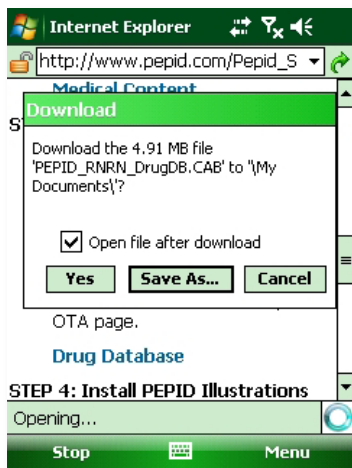 Internet Explorer
http://www.pepid.com/Pepid_S
Medical Content
S
Download
Download the 4.91 MB file
'PEPID_RNRN_DrugDB.CAB' to '\My
Documents\'?
Open file after download
Yes Save As... Cancel
OTA page.
Drug Database
STEP 4: Install PEPID Illustrations
Opening...
Stop Menu